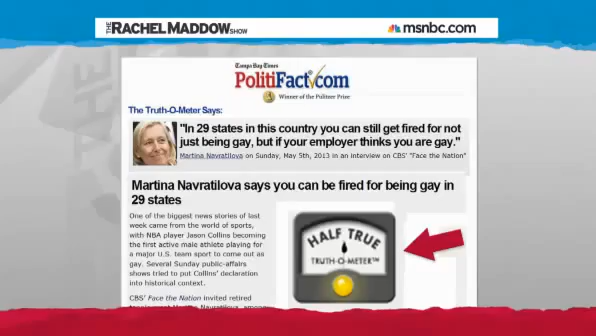 THE RACHEL MADDOW SHOW
msnbc.com
Tampa Bay Times
PolitiFact.com
Winner of the Pulitzer Prize
The Truth-O-Meter Says:
"In 29 states in this country you can still get fired for not
just being gay, but if your employer thinks you are gay."
Martina Navratilova on Sunday, May 5th, 2013 in an interview on CBS' "Face the Nation"
Martina Navratilova says you can be fired for being gay in
29 states
One of the biggest news stories of last
week came from the world of sports,
with NBA player Jason Collins becoming
the first active male athlete playing for
a major U.S. team sport to come out as
gay. Several Sunday public-affairs
shows tried to put Collins' declaration
into historical context.
CBS' Face the Nation invited retired
HALF TRUE
TRUTH-O-METER™